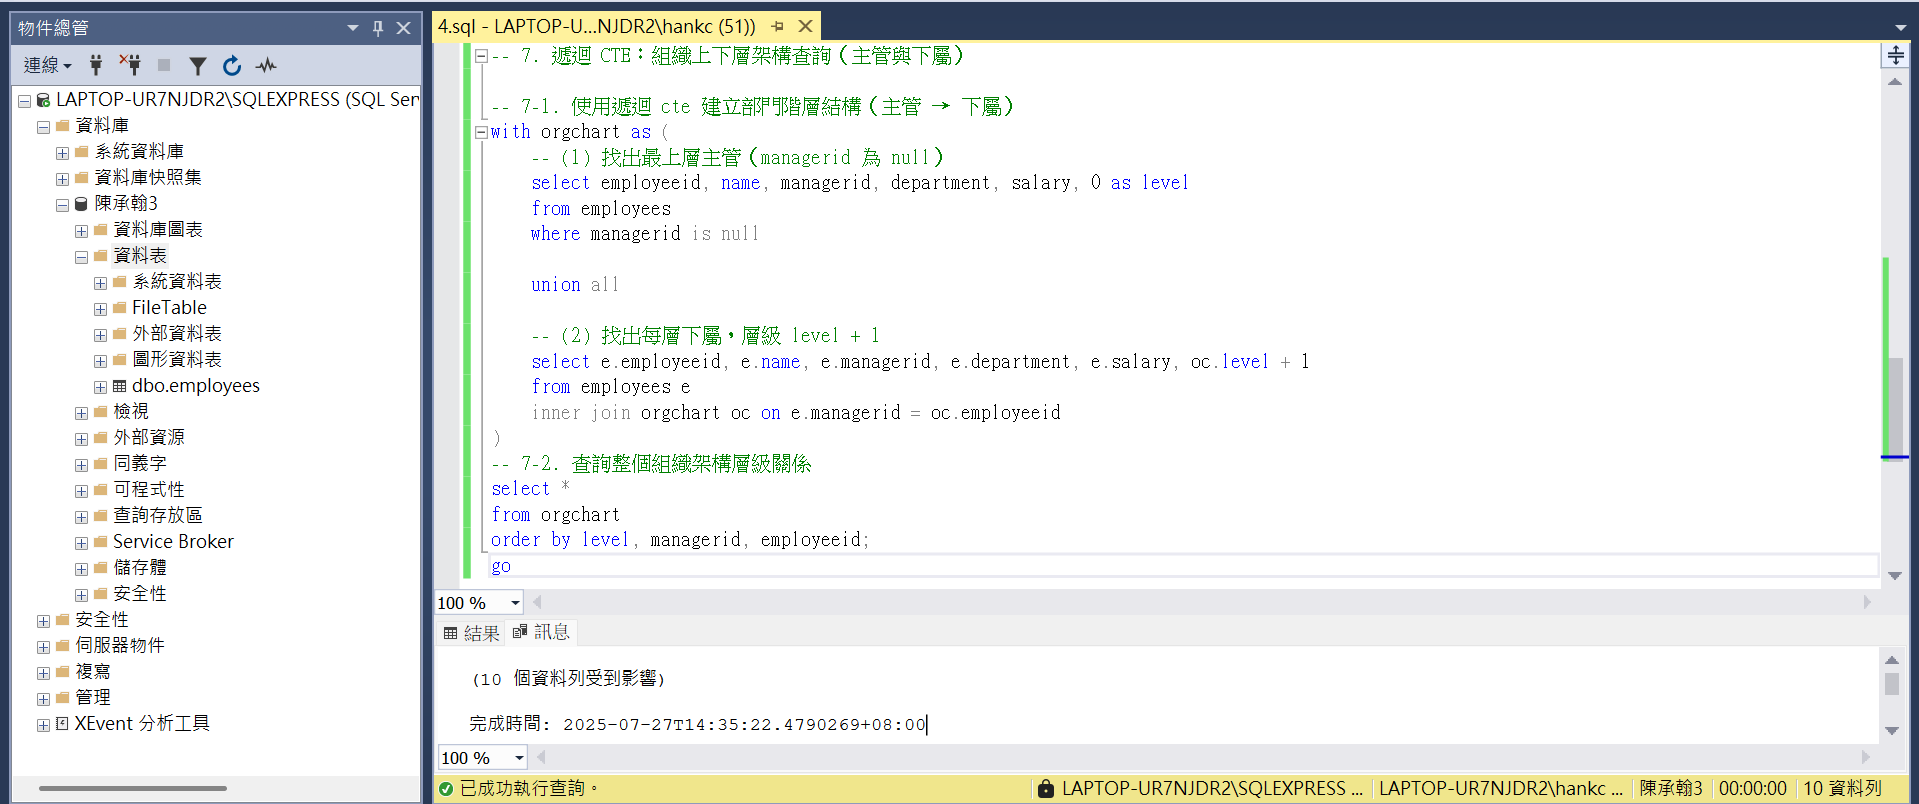 物件總管
連線
LAPTOP-UR7NJDR2\SQLEXPRESS (SQL Ser
資料庫
系統資料庫
資料庫快照集
陳承翰3
資料庫圖表
資料表
系統資料表
FileTable
外部資料表
圖形資料表
dbo.employees
檢視
外部資源
同義字
可程式性
查詢存放區
Service Broker
儲存體
安全性
安全性
伺服器物件
複寫
管理
XEvent 分析工具
4.sql - LAPTOP-U...NJDR2\hankc (51))
-- 7. 遞迴 CTE：組織上下層架構查詢（主管與下屬）
-- 7-1. 使用遞迴 cte 建立部門階層結構（主管 → 下屬）
with orgchart as (
-- (1) 找出最上層主管（managerid 為 null）
select employeeid, name, managerid, department, salary, 0 as level
from employees
where managerid is null
union all
-- (2) 找出每層下屬，層級 level + 1
select e.employeeid, e.name, e.managerid, e.department, e.salary, oc.level + 1
from employees e
inner join orgchart oc on e.managerid = oc.employeeid
)
-- 7-2. 查詢整個組織架構層級關係
select *
from orgchart
order by level, managerid, employeeid;
go
100 %
結果 訊息
(10 個資料列受到影響)
完成時間: 2025-07-27T14:35:22.4790269+08:00
100 %
已成功執行查詢。 LAPTOP-UR7NJDR2\SQLEXPRESS ... LAPTOP-UR7NJDR2\hankc ... 陳承翰3 00:00:00 10 資料列